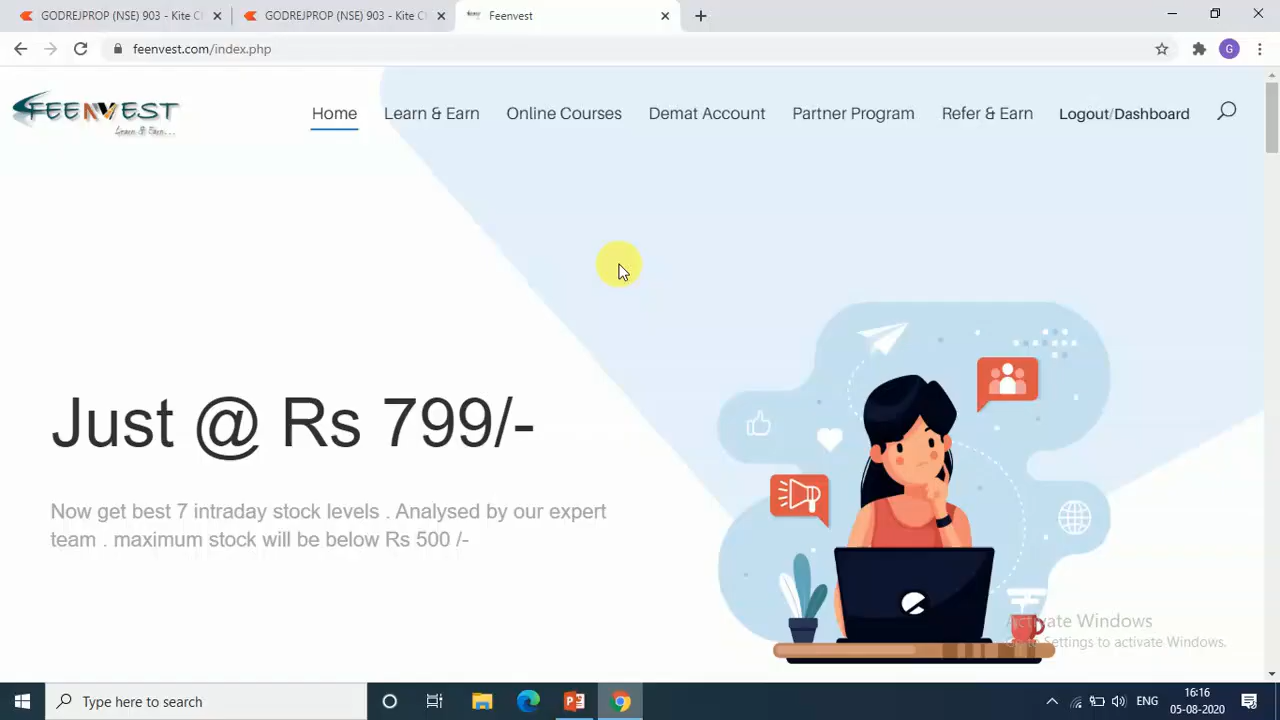 GODREJPROP (NSE) 903 - Kite C
GODREJPROP (NSE) 903 - Kite C
Feenvest
feenvest.com/index.php
G
FEENVEST
Learn & Earn...
Home
Learn & Earn
Online Courses
Demat Account
Partner Program
Refer & Earn
Logout/Dashboard
Just @ Rs 799/-
Now get best 7 intraday stock levels . Analysed by our expert
team . maximum stock will be below Rs 500 /-
Activate Windows
Go to Settings to activate Windows.
Type here to search
ENG
16:16
05-08-2020